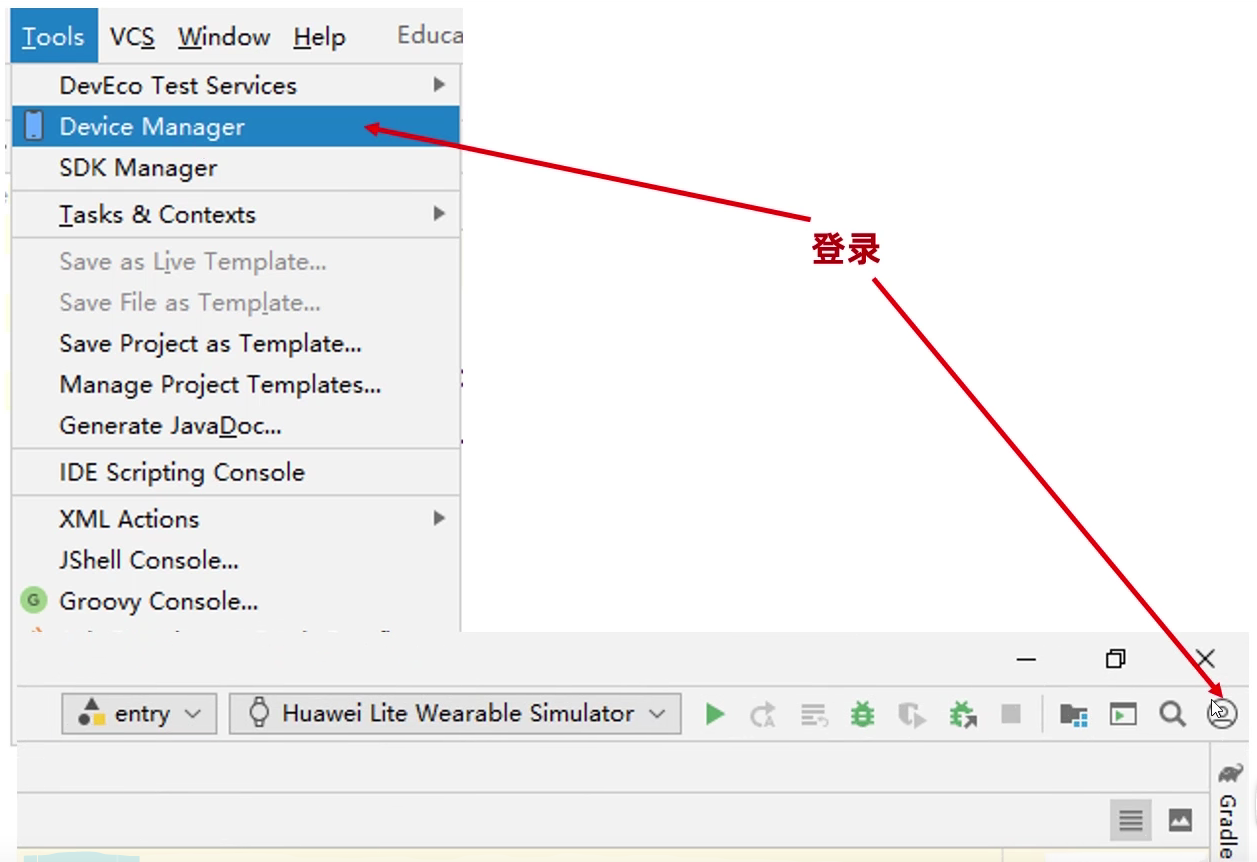 Tools VCS Window Help Educa
DevEco Test Services
Device Manager
SDK Manager
Tasks & Contexts
登录
Save as Live Template...
Save File as Template...
Save Project as Template...
Manage Project Templates...
Generate JavaDoc...
IDE Scripting Console
XML Actions
JShell Console...
G Groovy Console...
entry Huawei Lite Wearable Simulator
Gradle